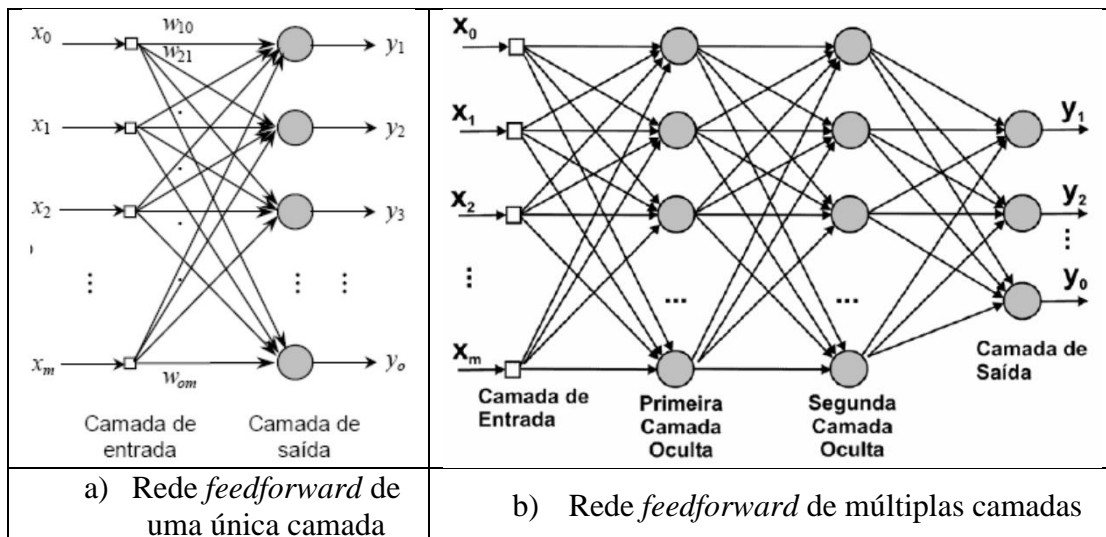 x₀ w₁₀ y₁
w₂₁
x₁ y₂
x₂ y₃
⋮ ⋮ ⋮
xₘ wₒₘ yₒ
Camada de Camada de
entrada saída
a) Rede feedforward de
uma única camada
x₀
x₁ y₁
x₂ y₂
⋮ ... ... ⋮
y₀
xₘ
Camada de
Entrada
Primeira
Camada
Oculta
Segunda
Camada
Oculta
Camada de
Saída
b) Rede feedforward de múltiplas camadas